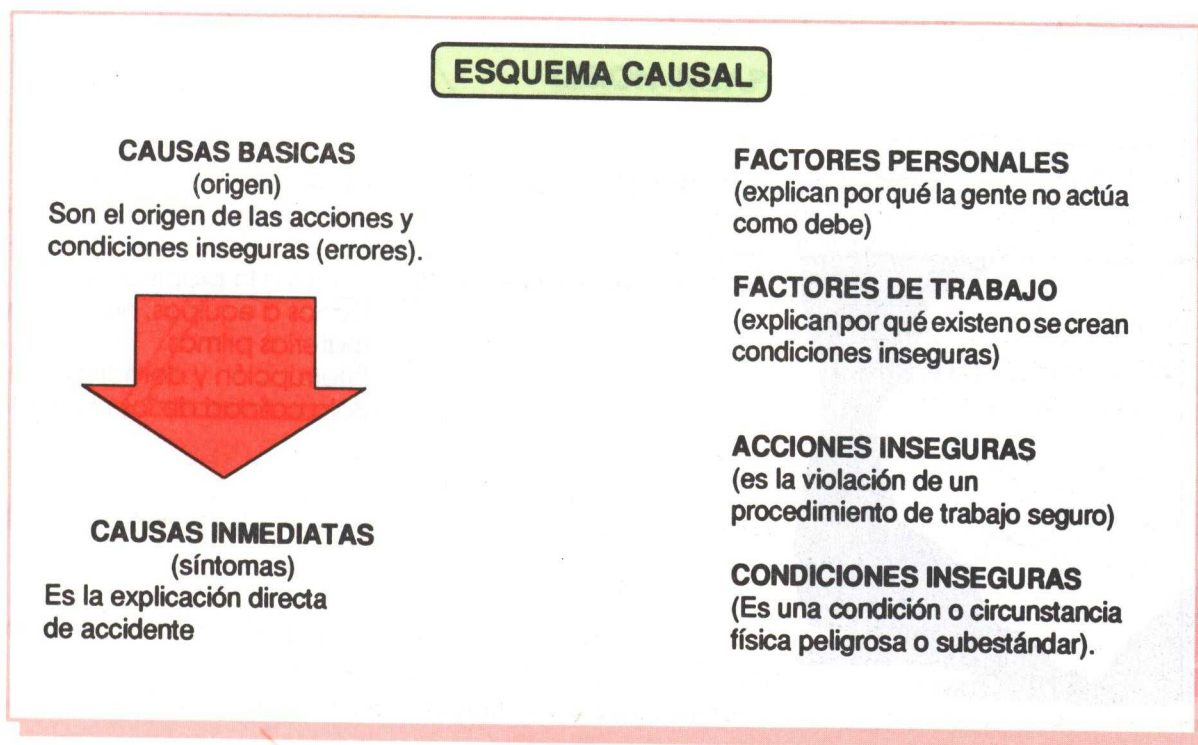 ESQUEMA CAUSAL
CAUSAS BASICAS
(origen)
Son el origen de las acciones y
condiciones inseguras (errores).
CAUSAS INMEDIATAS
(síntomas)
Es la explicación directa
de accidente
FACTORES PERSONALES
(explican por qué la gente no actúa
como debe)
FACTORES DE TRABAJO
(explican por qué existen o se crean
condiciones inseguras)
ACCIONES INSEGURAS
(es la violación de un
procedimiento de trabajo seguro)
CONDICIONES INSEGURAS
(Es una condición o circunstancia
física peligrosa o subestándar).